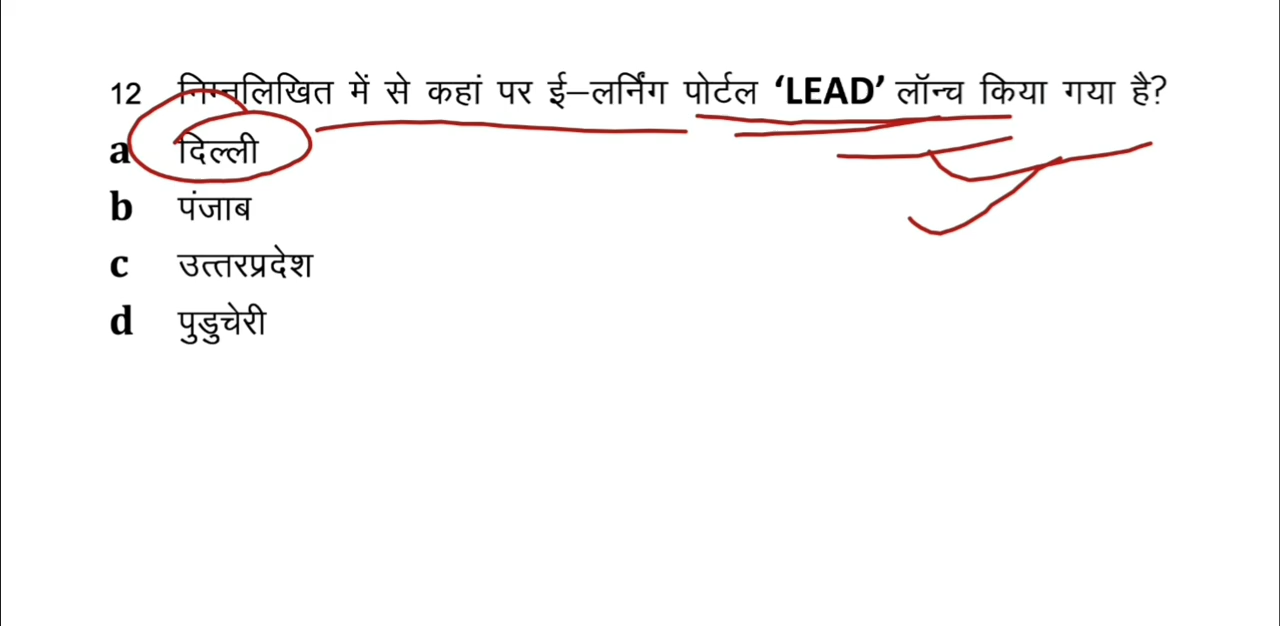 12 निम्नलिखित में से कहां पर ई–लर्निंग पोर्टल ‘LEAD’ लॉन्च किया गया है?
a दिल्ली
b पंजाब
c उत्तरप्रदेश
d पुडुचेरी